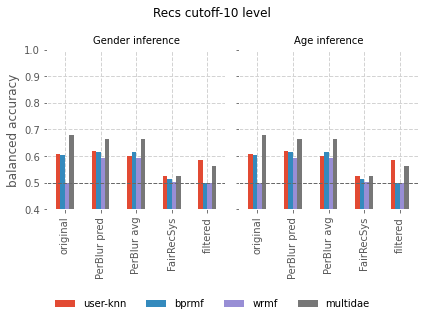 Recs cutoff-10 level
Gender inference
Age inference
balanced accuracy
1.0
0.9
0.8
0.7
0.6
0.5
0.4
original
PerBlur pred
PerBlur avg
FairRecSys
filtered
original
PerBlur pred
PerBlur avg
FairRecSys
filtered
user-knn bprmf wrmf multidae